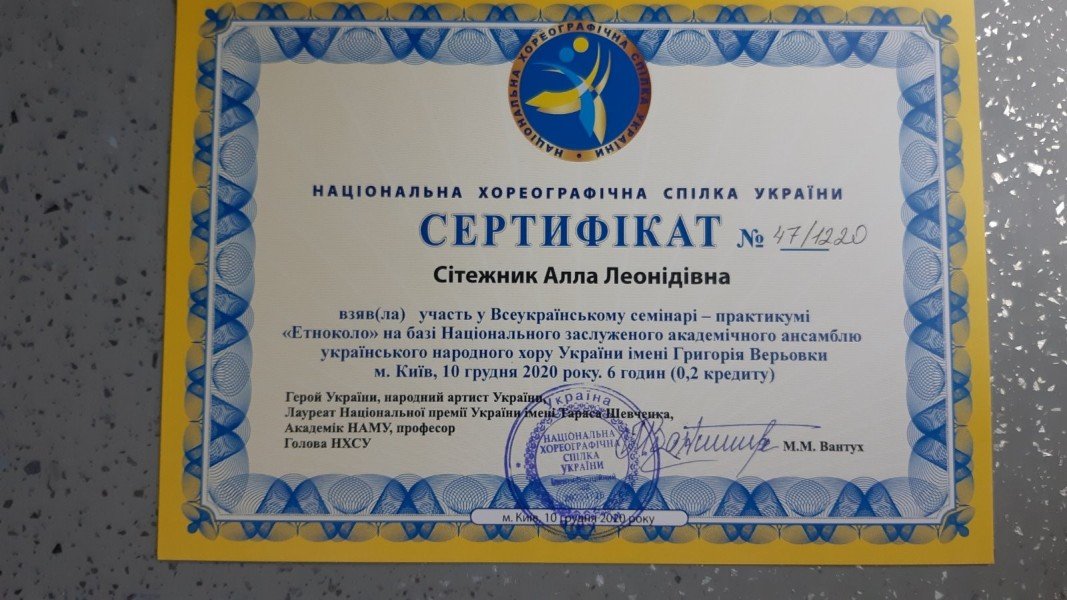 НАЦІОНАЛЬНА ХОРЕОГРАФІЧНА СПІЛКА УКРАЇНИ
НАЦІОНАЛЬНА ХОРЕОГРАФІЧНА СПІЛКА УКРАЇНИ
СЕРТИФІКАТ № 47/1220
Сітежник Алла Леонідівна
взяв(ла) участь у Всеукраїнському семінарі – практикумі
«Етноколо» на базі Національного заслуженого академічного ансамблю
українського народного хору України імені Григорія Верьовки
м. Київ, 10 грудня 2020 року. 6 годин (0,2 кредиту)
Герой України, народний артист України,
Лауреат Національної премії України імені Тараса Шевченка,
Академік НАМУ, професор
Голова НХСУ
М.М. Вантух
Україна
НАЦІОНАЛЬНА
ХОРЕОГРАФІЧНА
СПІЛКА
УКРАЇНИ
м. Київ, 10 грудня 2020 року